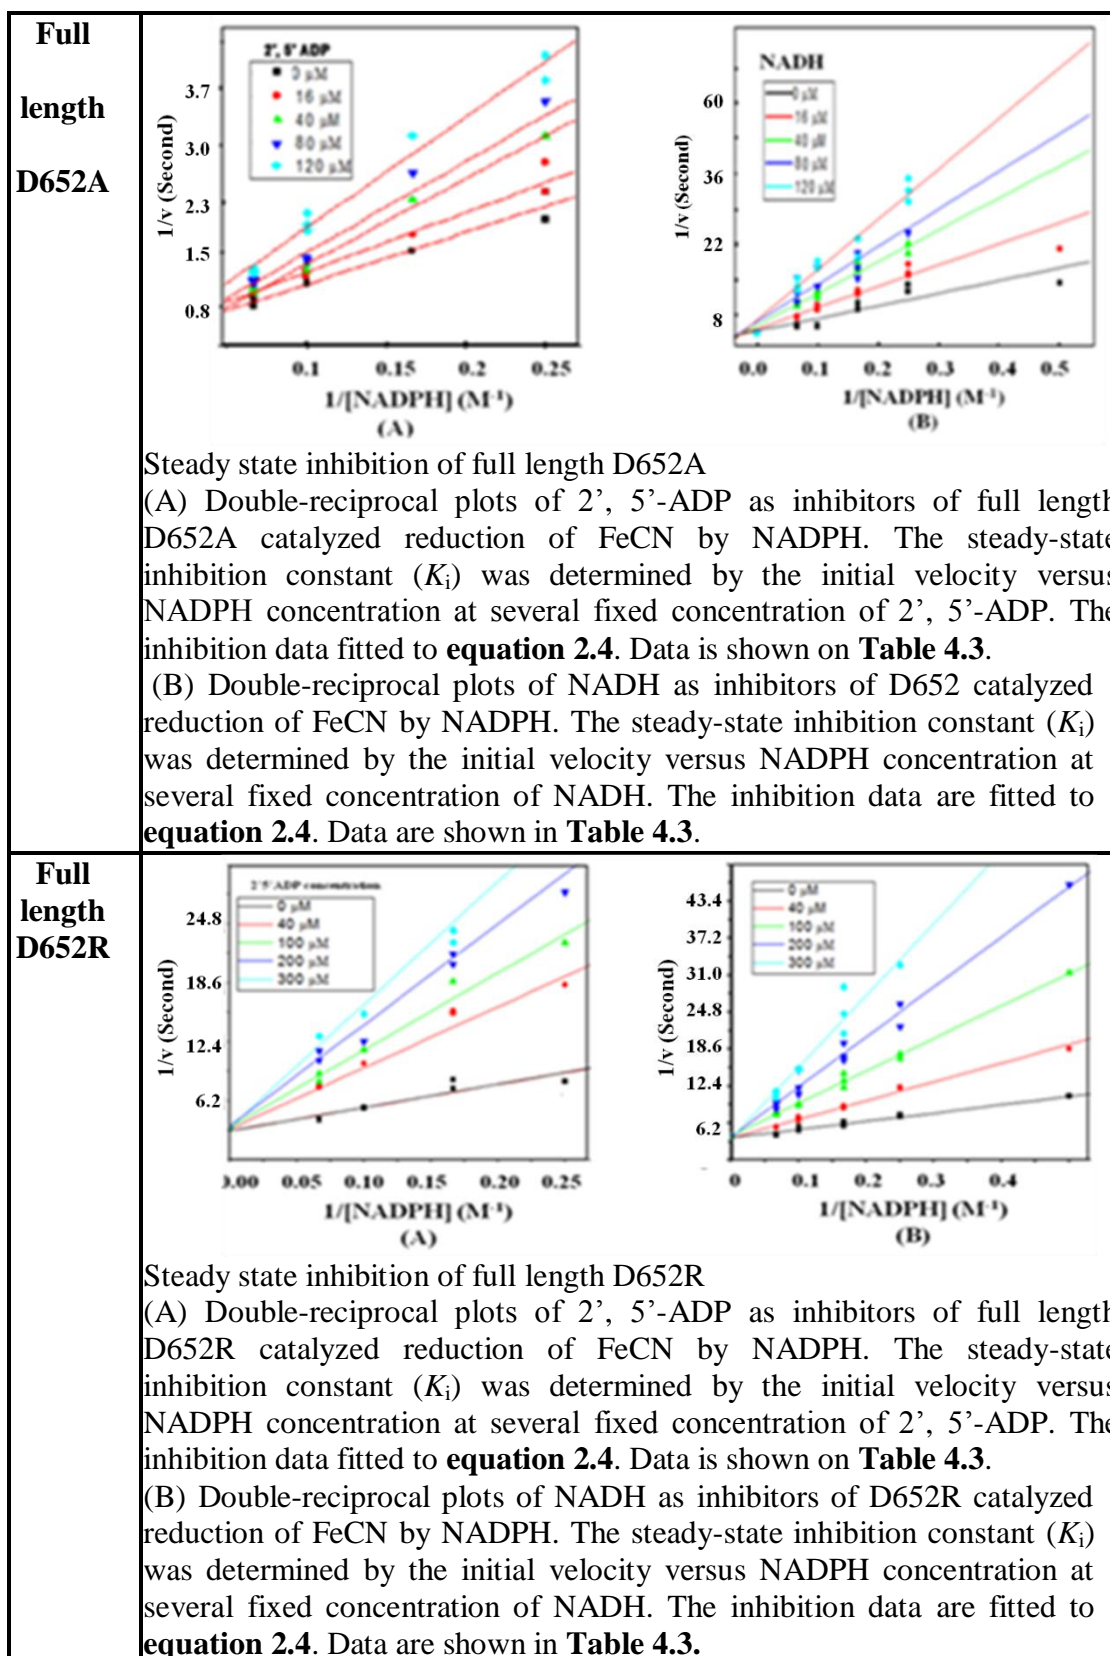 Full
length
D652A
2', 5' ADP
0 µM
16 µM
40 µM
80 µM
120 µM
1/v (Second)
3.7
3.0
2.3
1.5
0.8
0.1
0.15
0.2
0.25
1/[NADPH] (M⁻¹)
(A)
NADH
0 µM
16 µM
40 µM
80 µM
120 µM
1/v (Second)
60
36
22
8
0.0
0.1
0.2
0.3
0.4
0.5
1/[NADPH] (M⁻¹)
(B)
Steady state inhibition of full length D652A
(A) Double-reciprocal plots of 2’, 5’-ADP as inhibitors of full length
D652A catalyzed reduction of FeCN by NADPH. The steady-state
inhibition constant (Ki) was determined by the initial velocity versus
NADPH concentration at several fixed concentration of 2’, 5’-ADP. The
inhibition data fitted to equation 2.4. Data is shown on Table 4.3.
(B) Double-reciprocal plots of NADH as inhibitors of D652 catalyzed
reduction of FeCN by NADPH. The steady-state inhibition constant (Ki)
was determined by the initial velocity versus NADPH concentration at
several fixed concentration of NADH. The inhibition data are fitted to
equation 2.4. Data are shown in Table 4.3.
Full
length
D652R
2'5'ADP concentration
0 µM
40 µM
100 µM
200 µM
300 µM
1/v (Second)
24.8
18.6
12.4
6.2
0.00
0.05
0.10
0.15
0.20
0.25
1/[NADPH] (M⁻¹)
(A)
0 µM
40 µM
100 µM
200 µM
300 µM
1/v (Second)
43.4
37.2
31.0
24.8
18.6
12.4
6.2
0
0.1
0.2
0.3
0.4
1/[NADPH] (M⁻¹)
(B)
Steady state inhibition of full length D652R
(A) Double-reciprocal plots of 2’, 5’-ADP as inhibitors of full length
D652R catalyzed reduction of FeCN by NADPH. The steady-state
inhibition constant (Ki) was determined by the initial velocity versus
NADPH concentration at several fixed concentration of 2’, 5’-ADP. The
inhibition data fitted to equation 2.4. Data is shown on Table 4.3.
(B) Double-reciprocal plots of NADH as inhibitors of D652R catalyzed
reduction of FeCN by NADPH. The steady-state inhibition constant (Ki)
was determined by the initial velocity versus NADPH concentration at
several fixed concentration of NADH. The inhibition data are fitted to
equation 2.4. Data are shown in Table 4.3.